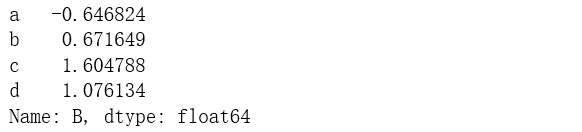 a   -0.646824
b    0.671649
c    1.604788
d    1.076134
Name: B, dtype: float64